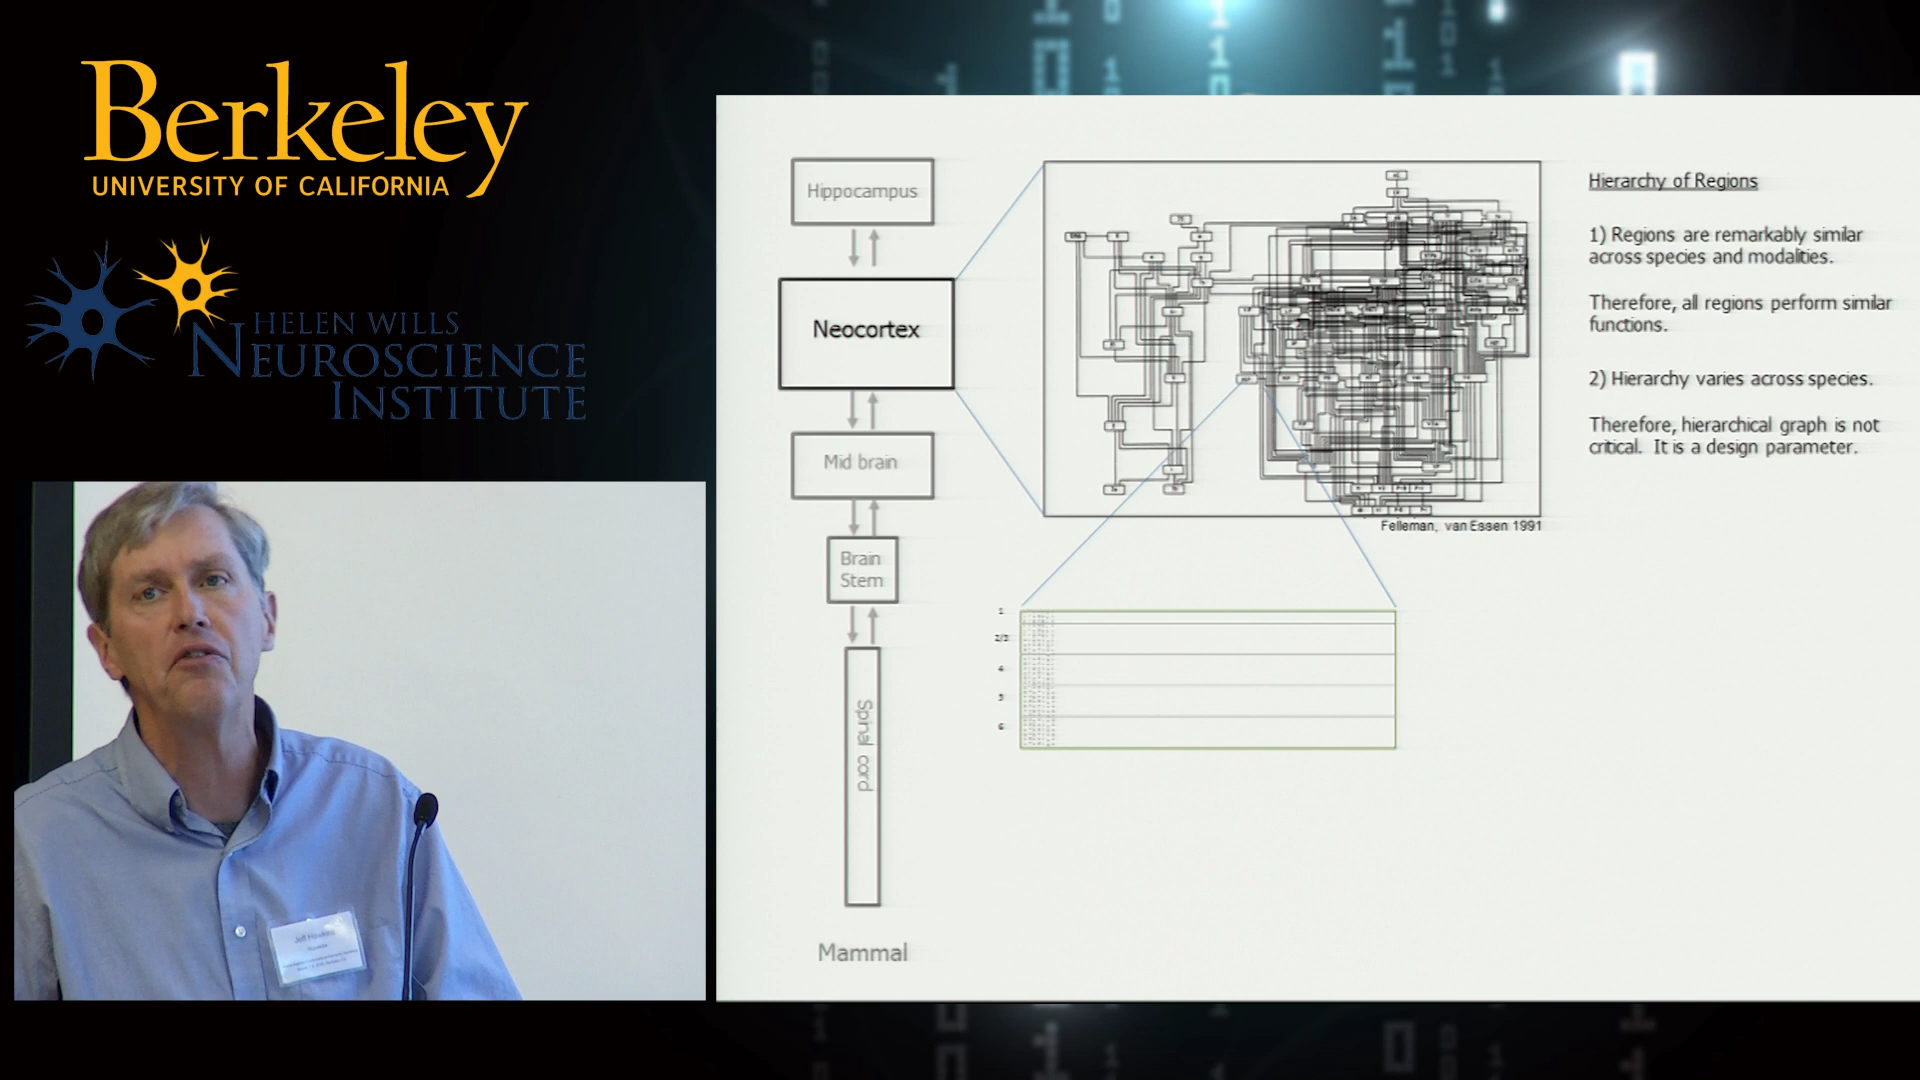 Berkeley
UNIVERSITY OF CALIFORNIA
HELEN WILLS
NEUROSCIENCE
INSTITUTE
Jeff Hawkins
Hippocampus
Neocortex
Mid brain
Brain
Stem
Spinal cord
Mammal
Felleman, van Essen 1991
1
2/3
4
5
6
Hierarchy of Regions
1) Regions are remarkably similar
across species and modalities.
Therefore, all regions perform similar
functions.
2) Hierarchy varies across species.
Therefore, hierarchical graph is not
critical. It is a design parameter.